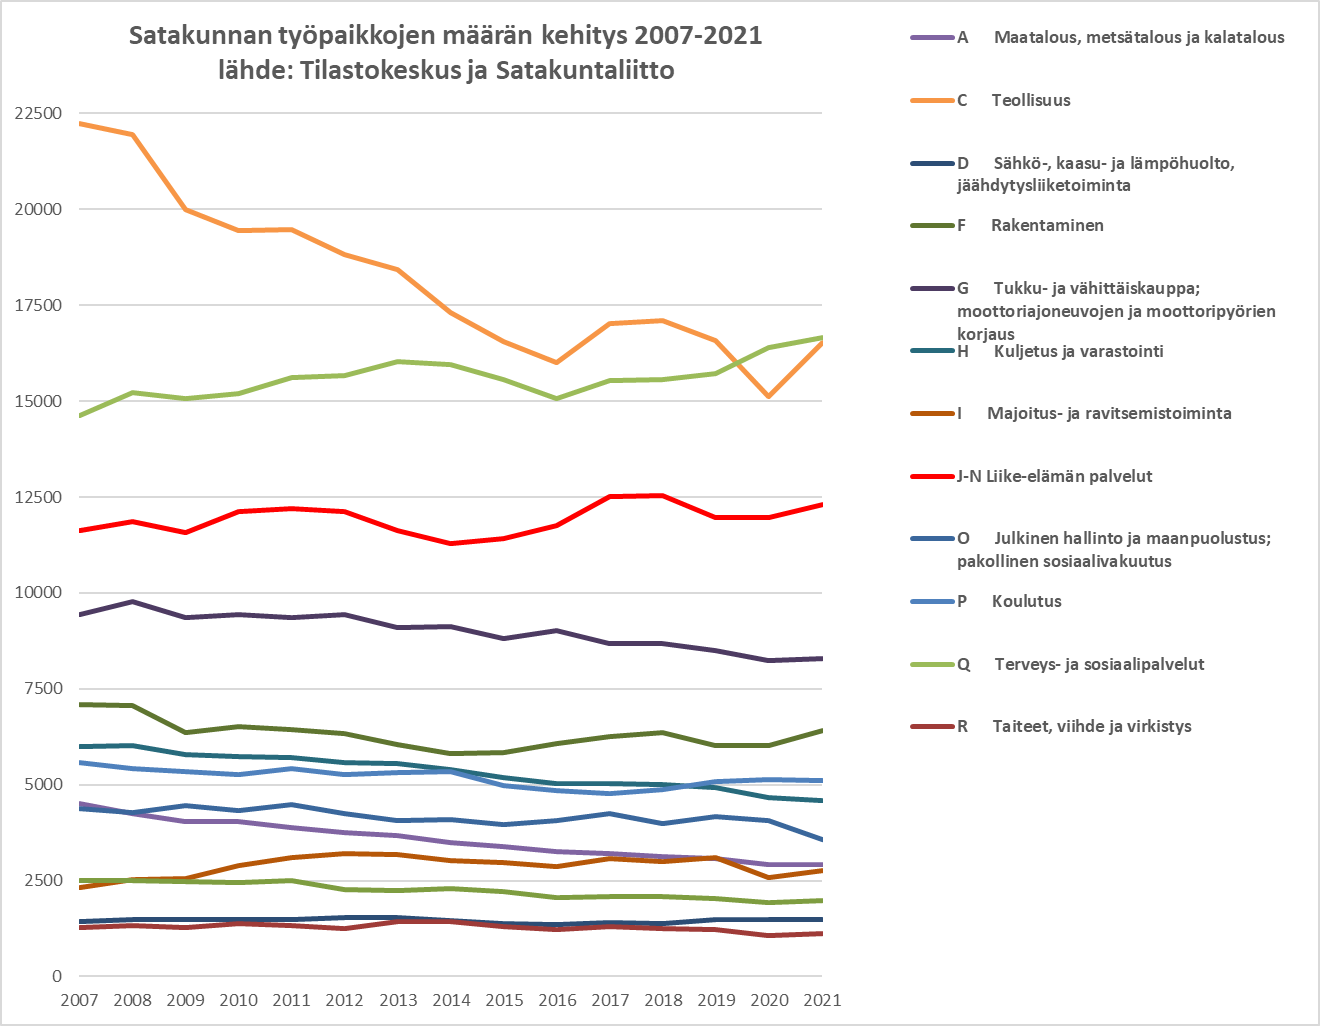 Satakunnan työpaikkojen määrän kehitys 2007-2021
lähde: Tilastokeskus ja Satakuntaliitto
22500
20000
17500
15000
12500
10000
7500
5000
2500
0
2007 2008 2009 2010 2011 2012 2013 2014 2015 2016 2017 2018 2019 2020 2021
A Maatalous, metsätalous ja kalatalous
C Teollisuus
D Sähkö-, kaasu- ja lämpöhuolto,
jäähdytysliiketoiminta
F Rakentaminen
G Tukku- ja vähittäiskauppa;
moottoriajoneuvojen ja moottoripyörien
korjaus
H Kuljetus ja varastointi
I Majoitus- ja ravitsemistoiminta
J-N Liike-elämän palvelut
O Julkinen hallinto ja maanpuolustus;
pakollinen sosiaalivakuutus
P Koulutus
Q Terveys- ja sosiaalipalvelut
R Taiteet, viihde ja virkistys